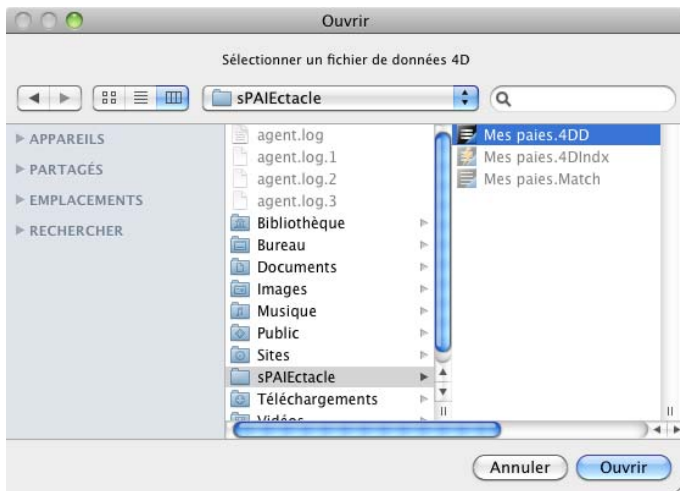 Ouvrir
Sélectionner un fichier de données 4D
sPAIEctacle
APPAREILS
PARTAGÉS
EMPLACEMENTS
RECHERCHER
agent.log
agent.log.1
agent.log.2
agent.log.3
Bibliothèque
Bureau
Documents
Images
Musique
Public
Sites
sPAIEctacle
Téléchargements
Vidéos
Mes paies.4DD
Mes paies.4DIndx
Mes paies.Match
Annuler
Ouvrir